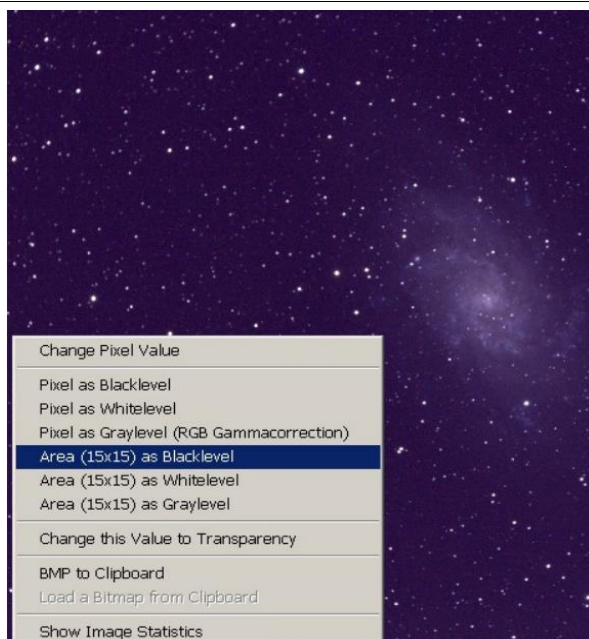 Change Pixel Value
Pixel as Blacklevel
Pixel as Whitelevel
Pixel as Graylevel (RGB Gammacorrection)
Area (15x15) as Blacklevel
Area (15x15) as Whitelevel
Area (15x15) as Graylevel
Change this Value to Transparency
BMP to Clipboard
Load a Bitmap from Clipboard
Show Image Statistics